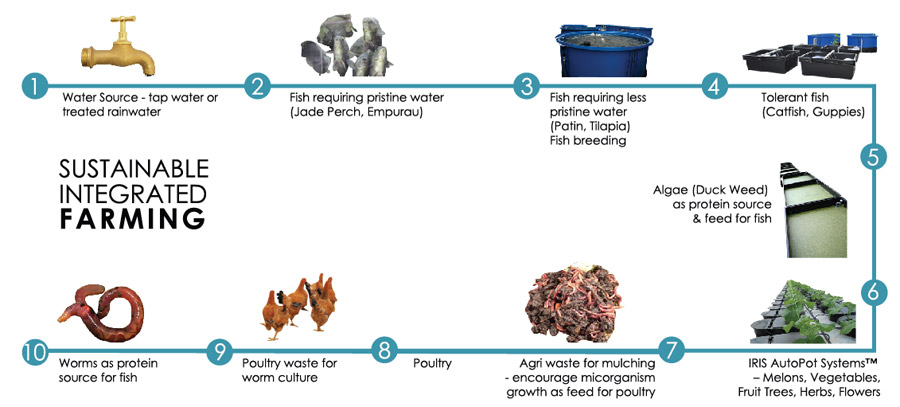 1
Water Source - tap water or
treated rainwater
2
Fish requiring pristine water
(Jade Perch, Empurau)
3
Fish requiring less
pristine water
(Patin, Tilapia)
Fish breeding
4
Tolerant fish
(Catfish, Guppies)
SUSTAINABLE
INTEGRATED
FARMING
5
Algae (Duck Weed)
as protein source
& feed for fish
6
IRIS AutoPot Systems™
– Melons, Vegetables,
Fruit Trees, Herbs, Flowers
7
Agri waste for mulching
- encourage micorganism
growth as feed for poultry
8
Poultry
9
Poultry waste for
worm culture
10
Worms as protein
source for fish